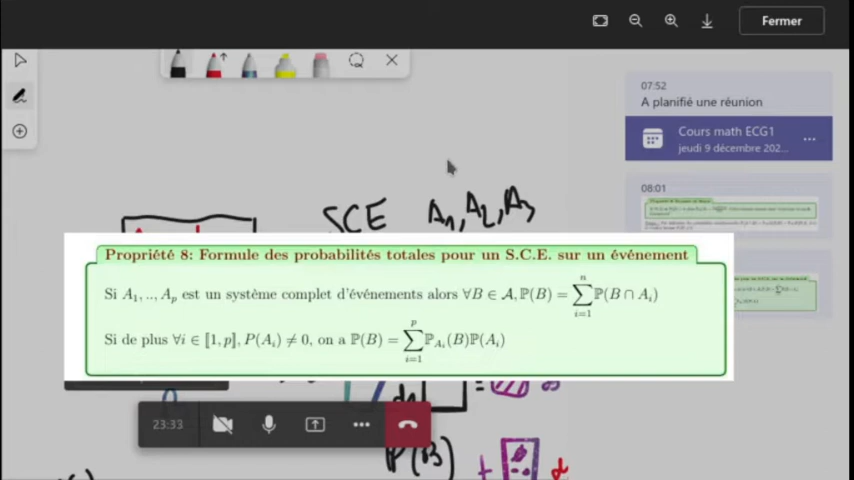 Fermer
07:52
A planifié une réunion
Cours math ECG1
jeudi 9 décembre 202...
08:01
SCE A₁, A₂, A₃
Propriété 8: Formule des probabilités totales pour un S.C.E. sur un événement
Si A₁, .., Aₚ est un système complet d'événements alors ∀B ∈ 𝒜, ℙ(B) = ∑ᵢ₌₁ⁿ ℙ(B ∩ Aᵢ)
Si de plus ∀i ∈ ⟦1, p⟧, P(Aᵢ) ≠ 0, on a ℙ(B) = ∑ᵢ₌₁ᵖ ℙ_{Aᵢ}(B)ℙ(Aᵢ)
23:33
P(B) +